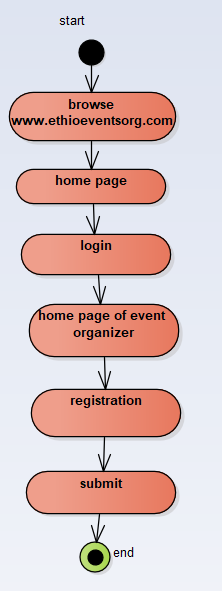 start
browse
www.ethioeventsorg.com
home page
login
home page of event
organizer
registration
submit
end